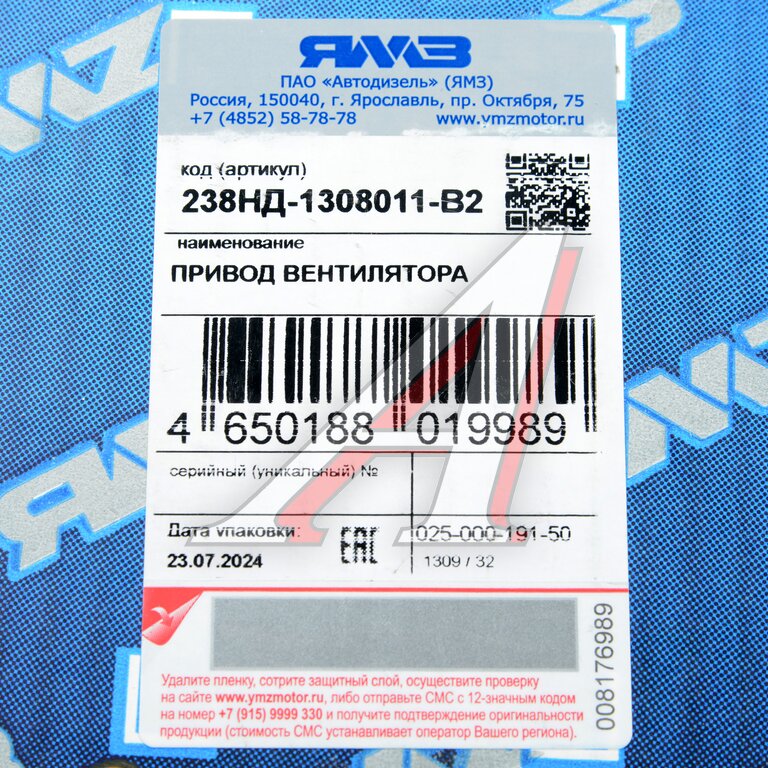 ЯМЗ
ПАО «Автодизель» (ЯМЗ)
Россия, 150040, г. Ярославль, пр. Октября, 75
+7 (4852) 58-78-78 www.ymzmotor.ru
код (артикул)
238НД-1308011-В2
наименование
ПРИВОД ВЕНТИЛЯТОРА
4 650188 019989
серийный (уникальный) №
Дата упаковки: EAC 025-000-191-50
23.07.2024 1309 / 32
008176989
Удалите пленку, сотрите защитный слой, осуществите проверку
на сайте www.ymzmotor.ru, либо отправьте СМС с 12-значным кодом
на номер +7 (915) 9999 330 и получите подтверждение оригинальности
продукции (стоимость СМС устанавливает оператор Вашего региона).